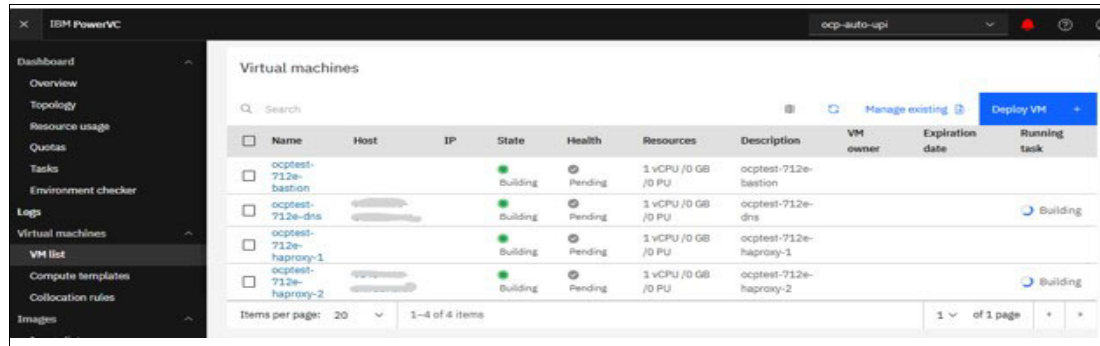 IBM PowerVC
ocp-auto-upi
Dashboard
Overview
Topology
Resource usage
Quotas
Tasks
Environment checker
Logs
Virtual machines
VM list
Compute templates
Collocation rules
Images
Virtual machines
Search
Manage existing
Deploy VM +
Name Host IP State Health Resources Description VM owner Expiration date Running task
ocptest-712e-bastion Building Pending 1 vCPU /0 GB /0 PU ocptest-712e-bastion
ocptest-712e-dns Building Pending 1 vCPU /0 GB /0 PU ocptest-712e-dns Building
ocptest-712e-haproxy-1 Building Pending 1 vCPU /0 GB /0 PU ocptest-712e-haproxy-1
ocptest-712e-haproxy-2 Building Pending 1 vCPU /0 GB /0 PU ocptest-712e-haproxy-2 Building
Items per page: 20 1–4 of 4 items 1 of 1 page